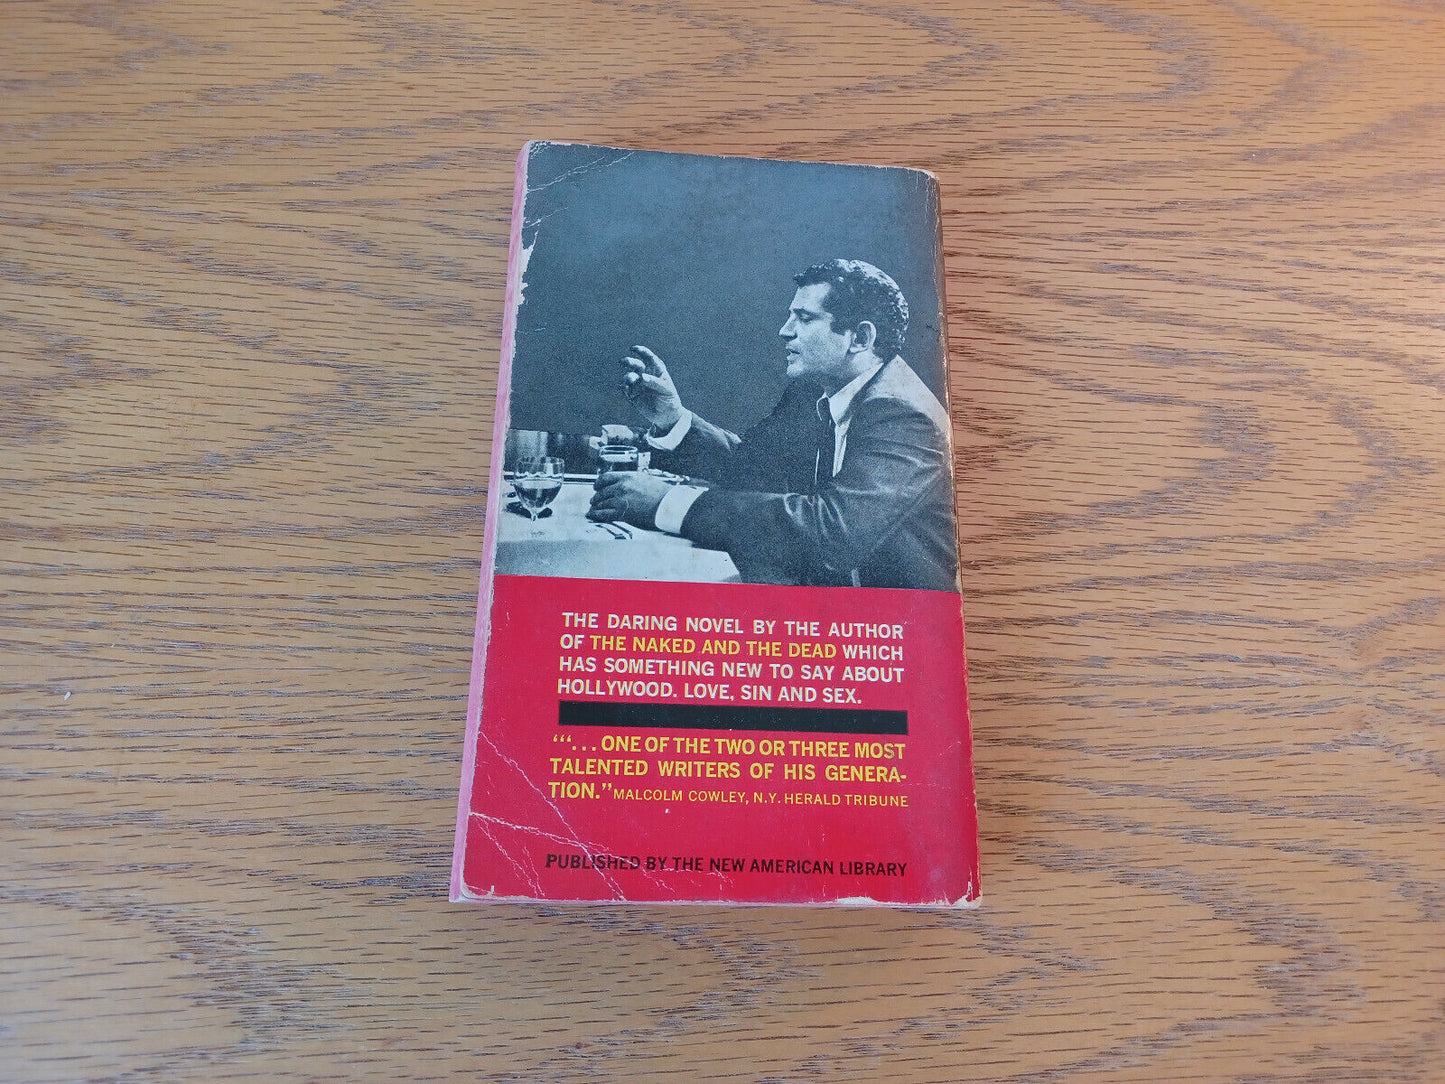 THE DARING NOVEL BY THE AUTHOR
OF THE NAKED AND THE DEAD WHICH
HAS SOMETHING NEW TO SAY ABOUT
HOLLYWOOD. LOVE, SIN AND SEX.
"'... ONE OF THE TWO OR THREE MOST
TALENTED WRITERS OF HIS GENERA-
TION." MALCOLM COWLEY, N.Y. HERALD TRIBUNE
PUBLISHED BY THE NEW AMERICAN LIBRARY